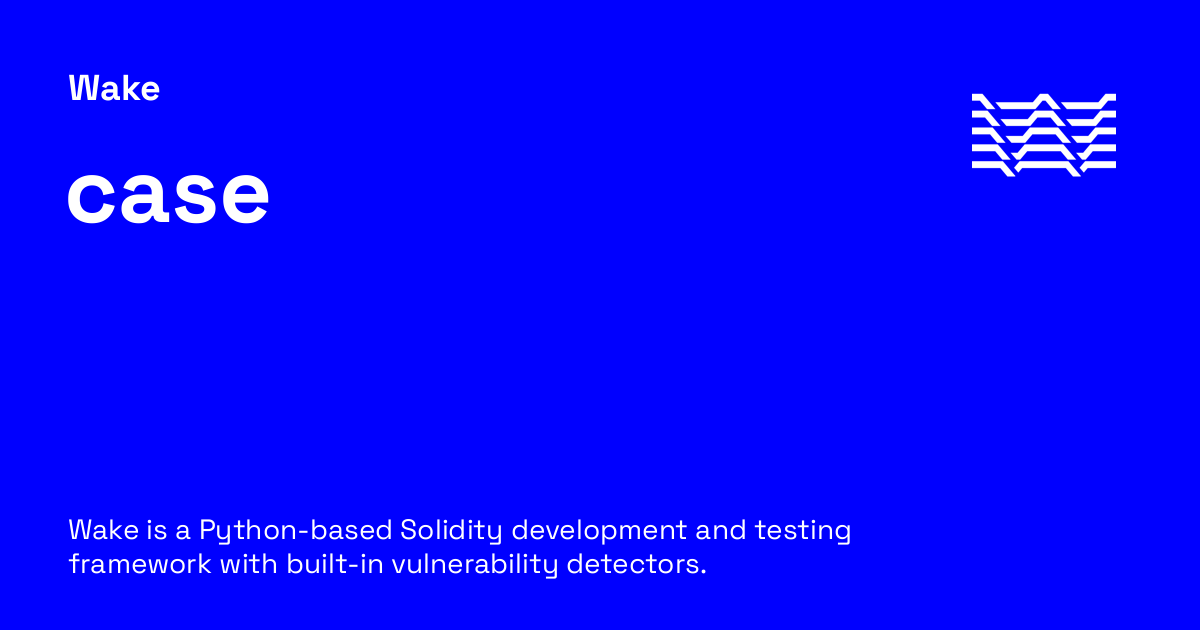 Wake
case
Wake is a Python-based Solidity development and testing
framework with built-in vulnerability detectors.